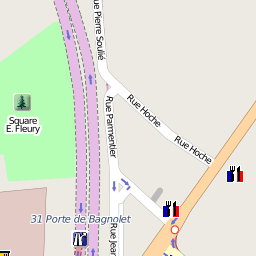 Rue Pierre Soulié
Rue Hoche
Rue Parmentier
Square
E. Fleury
Rue Hoche
31 Porte de Bagnolet
Rue Jean